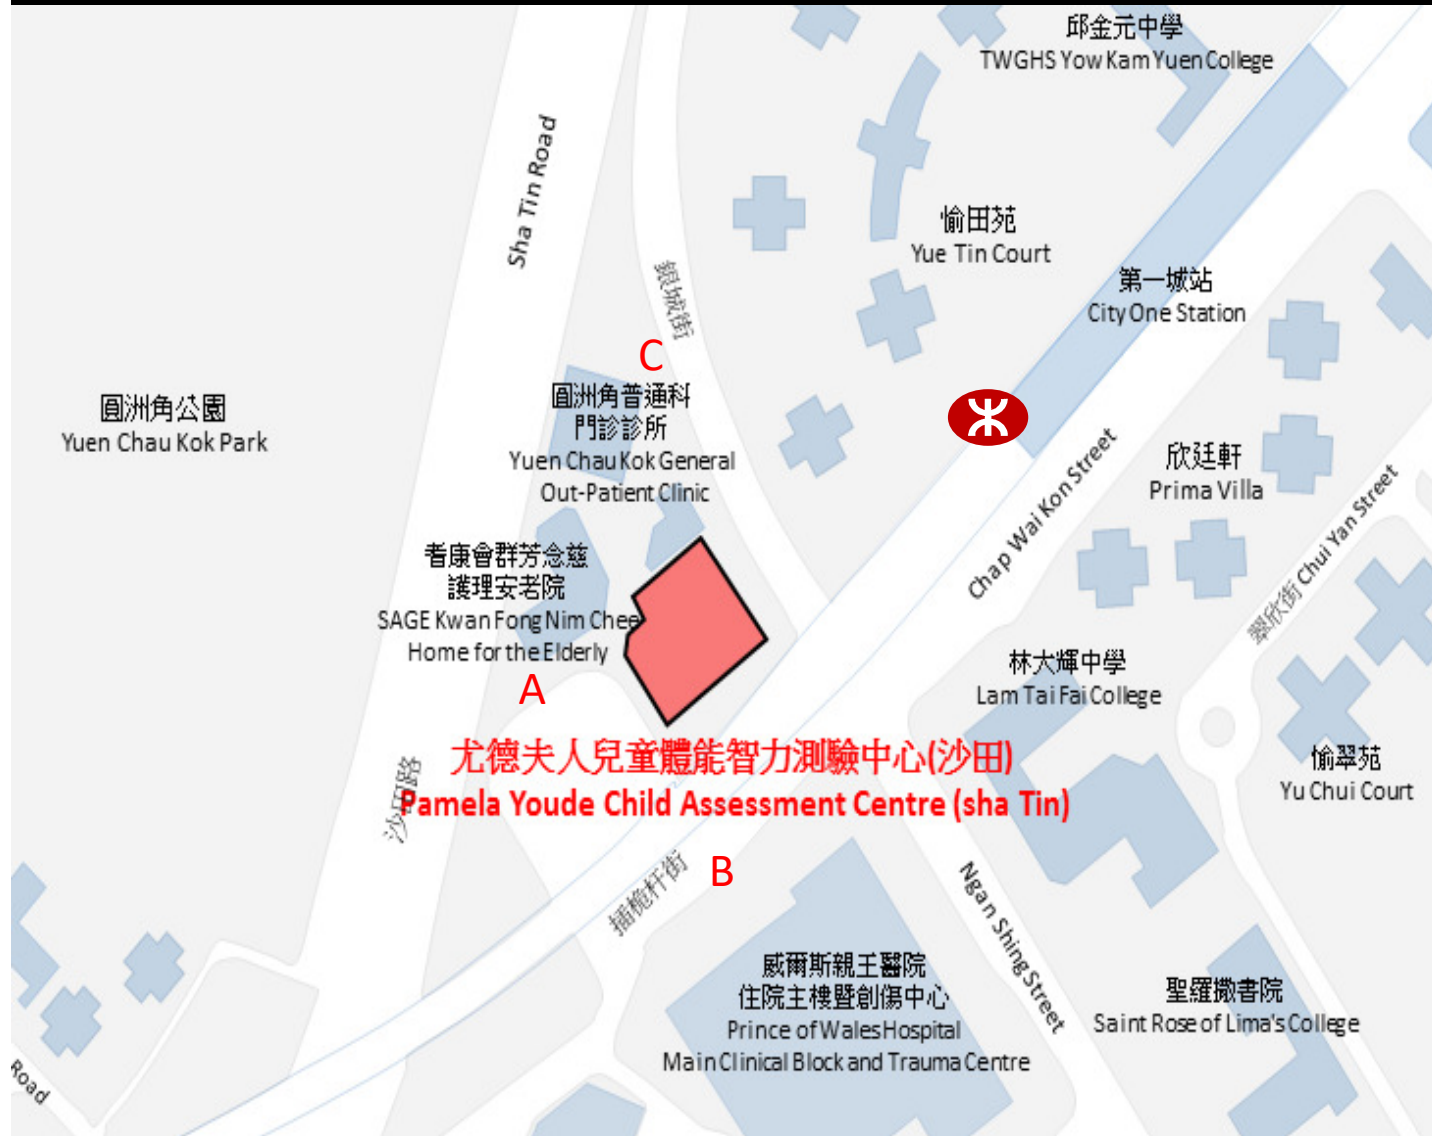 邱金元中學
TWGHS Yow Kam Yuen College
Sha Tin Road
愉田苑
Yue Tin Court
銀城街
第一城站
City One Station
C
圓洲角公園
Yuen Chau Kok Park
圓洲角普通科
門診診所
Yuen Chau Kok General
Out-Patient Clinic
Chap Wai Kon Street
欣廷軒
Prima Villa
翠欣街 Chui Yan Street
耆康會群芳念慈
護理安老院
SAGE Kwan Fong Nim Chee
Home for the Elderly
A
林大輝中學
Lam Tai Fai College
尤德夫人兒童體能智力測驗中心(沙田)
Pamela Youde Child Assessment Centre (sha Tin)
沙田路
愉翠苑
Yu Chui Court
B
插桅杆街
Ngan Shing Street
威爾斯親王醫院
住院主樓暨創傷中心
Prince of Wales Hospital
Main Clinical Block and Trauma Centre
聖羅撒書院
Saint Rose of Lima's College
Road